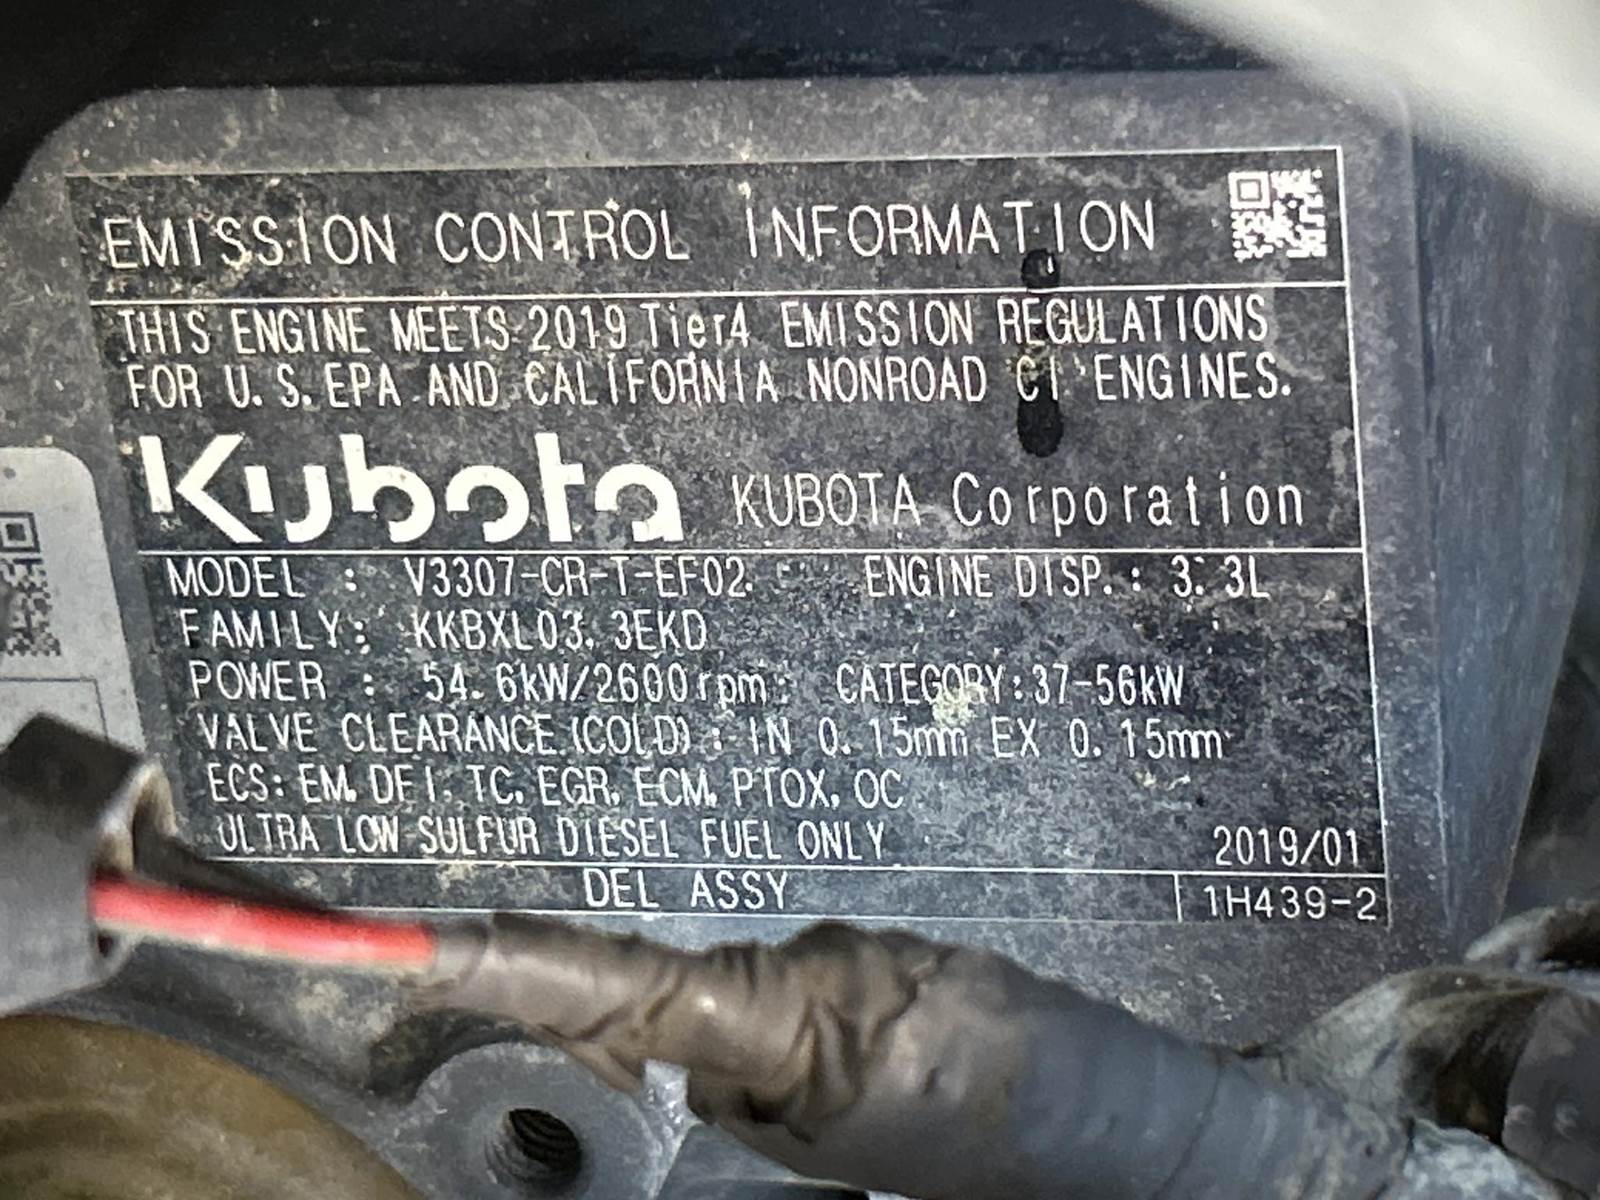 EMISSION CONTROL INFORMATION
THIS ENGINE MEETS 2019 Tier4 EMISSION REGULATIONS
FOR U.S. EPA AND CALIFORNIA NONROAD CI ENGINES.
Kubota KUBOTA Corporation
MODEL : V3307-CR-T-EF02 ENGINE DISP. : 3.3L
FAMILY: KKBXL03.3EKD
POWER : 54.6kW/2600rpm CATEGORY:37-56kW
VALVE CLEARANCE(COLD): IN 0.15mm EX 0.15mm
ECS: EM, DFI, TC, EGR, ECM, PTOX, OC
ULTRA LOW SULFUR DIESEL FUEL ONLY 2019/01
DEL ASSY 1H439-2